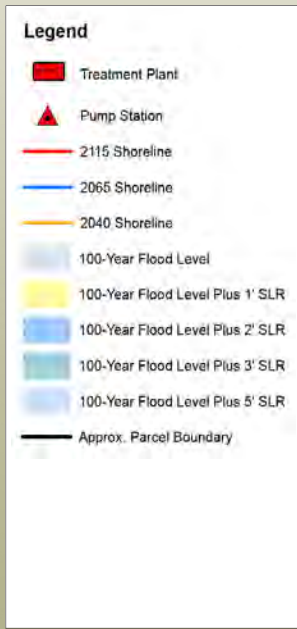 Legend
Treatment Plant
Pump Station
2115 Shoreline
2065 Shoreline
2040 Shoreline
100-Year Flood Level
100-Year Flood Level Plus 1' SLR
100-Year Flood Level Plus 2' SLR
100-Year Flood Level Plus 3' SLR
100-Year Flood Level Plus 5' SLR
Approx. Parcel Boundary